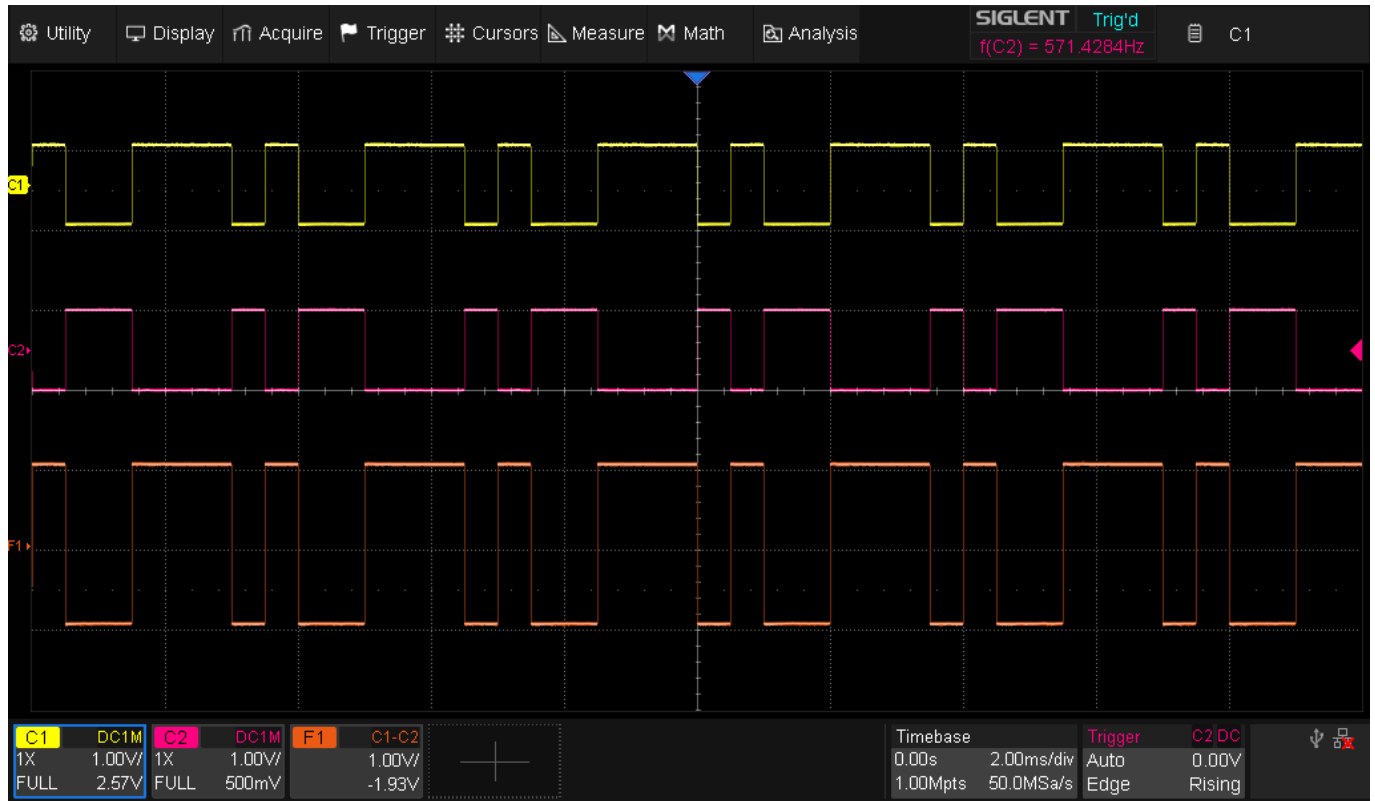 Utility Display Acquire Trigger Cursors Measure Math Analysis SIGLENT Trig'd C1
f(C2) = 571.4284Hz
C1
C2
F1
C1 DC1M C2 DC1M F1 C1-C2 Timebase Trigger C2 DC
1X 1.00V/ 1X 1.00V/ 1.00V/ 0.00s 2.00ms/div Auto 0.00V
FULL 2.57V FULL 500mV -1.93V 1.00Mpts 50.0MSa/s Edge Rising